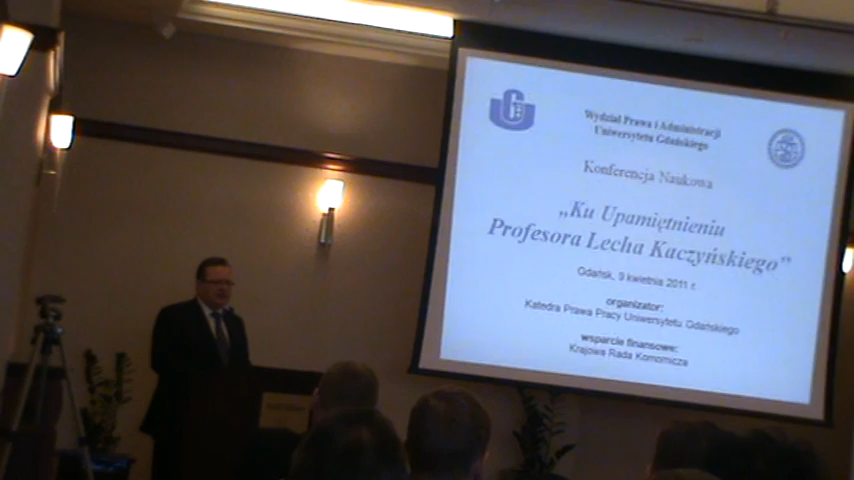 Wydział Prawa i Administracji
Uniwersytetu Gdańskiego
Konferencja Naukowa
„Ku Upamiętnieniu
Profesora Lecha Kaczyńskiego”
Gdańsk, 9 kwietnia 2011 r.
organizator:
Katedra Prawa Pracy Uniwersytetu Gdańskiego
wsparcie finansowe:
Krajowa Rada Komornicza